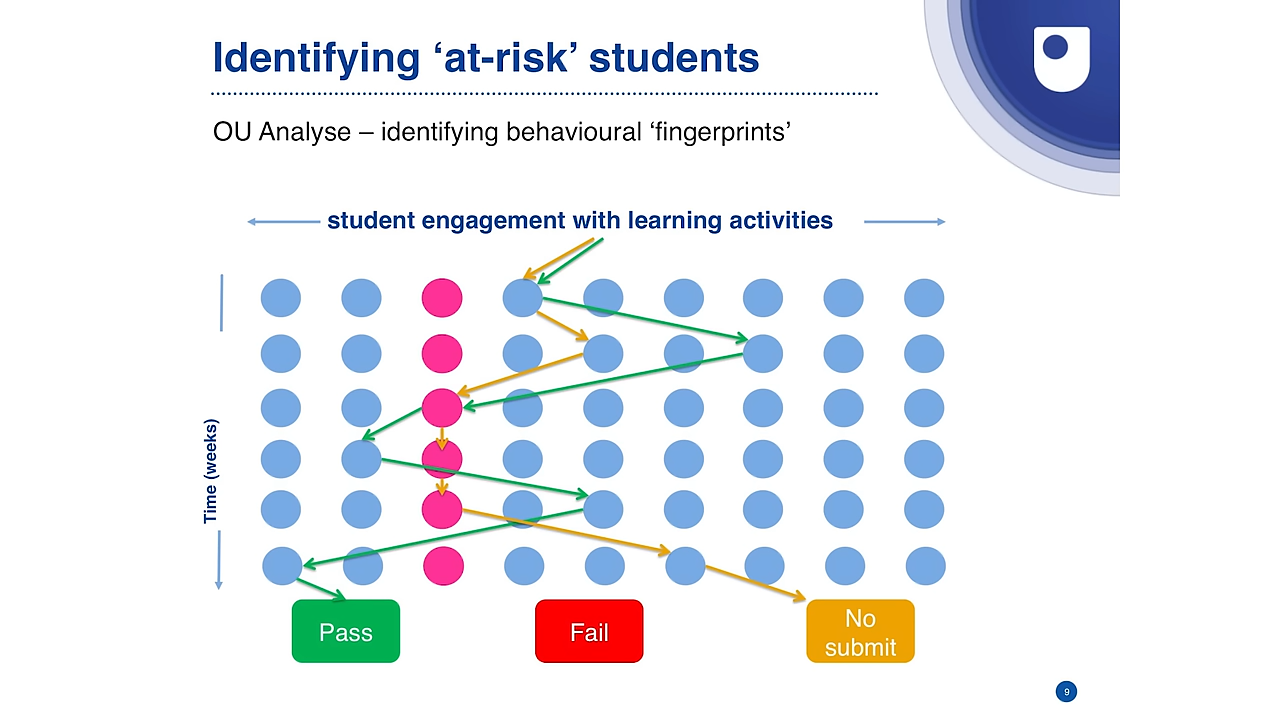 Identifying ‘at-risk’ students
OU Analyse – identifying behavioural ‘fingerprints’
student engagement with learning activities
Time (weeks)
Pass
Fail
No
submit
9